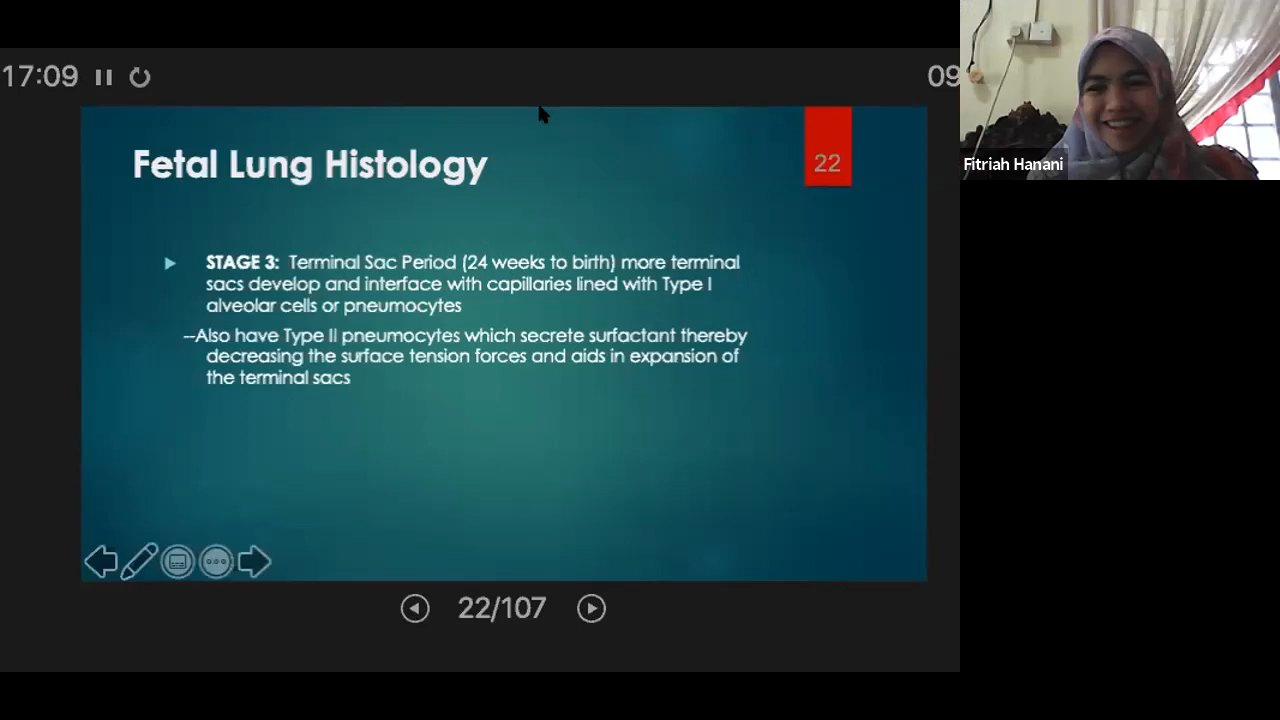 17:09
09
Fetal Lung Histology
22
STAGE 3: Terminal Sac Period (24 weeks to birth) more terminal
sacs develop and interface with capillaries lined with Type I
alveolar cells or pneumocytes
--Also have Type II pneumocytes which secrete surfactant thereby
decreasing the surface tension forces and aids in expansion of
the terminal sacs
22/107
Fitriah Hanani